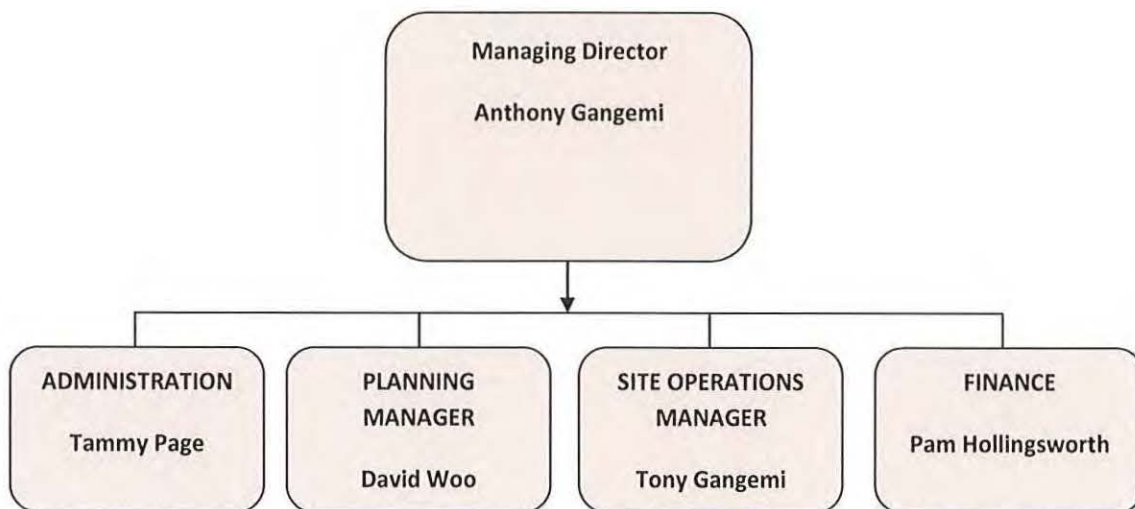 Managing Director
Anthony Gangemi
ADMINISTRATION
Tammy Page
PLANNING
MANAGER
David Woo
SITE OPERATIONS
MANAGER
Tony Gangemi
FINANCE
Pam Hollingsworth